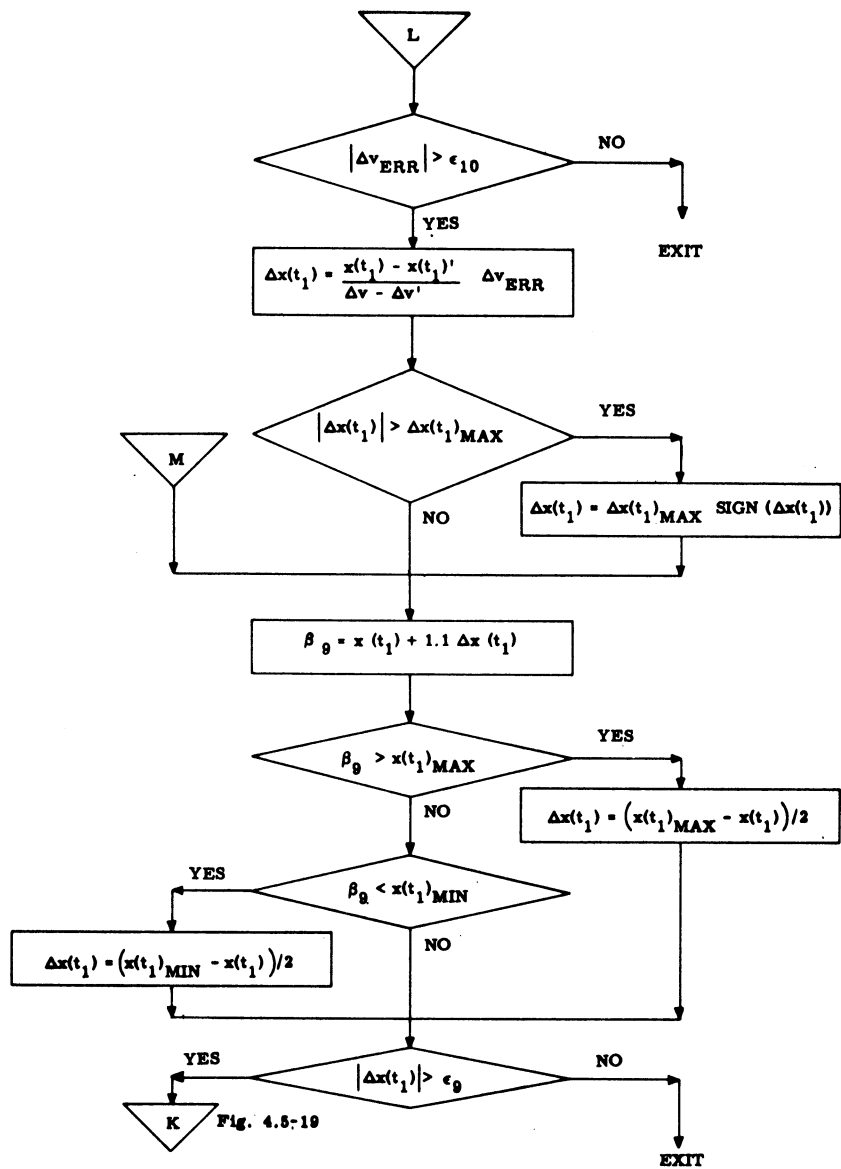 L
|Δv_ERR| > ϵ_10
NO
YES
EXIT
Δx(t_1) = (x(t_1) - x(t_1)') / (Δv - Δv') Δv_ERR
|Δx(t_1)| > Δx(t_1)_MAX
YES
M
NO
Δx(t_1) = Δx(t_1)_MAX SIGN (Δx(t_1))
β_9 = x (t_1) + 1.1 Δx (t_1)
β_9 > x(t_1)_MAX
YES
NO
Δx(t_1) = (x(t_1)_MAX - x(t_1))/2
YES
β_9 < x(t_1)_MIN
NO
Δx(t_1) = (x(t_1)_MIN - x(t_1))/2
YES
|Δx(t_1)| > ϵ_9
NO
K
Fig. 4.5-19
EXIT